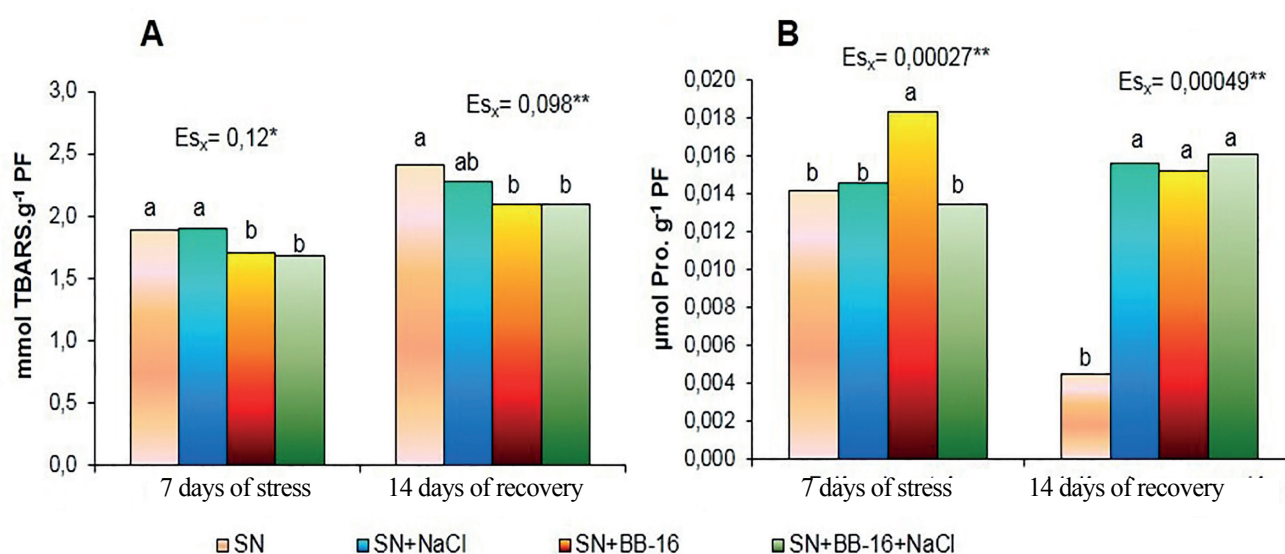 A
mmol TBARS.g⁻¹ PF
3,0
2,5
2,0
1,5
1,0
0,5
0,0
Esₓ= 0,12*
Esₓ= 0,098**
a
a
b
b
a
ab
b
b
7 days of stress
14 days of recovery
B
µmol Pro. g⁻¹ PF
0,020
0,018
0,016
0,014
0,012
0,010
0,008
0,006
0,004
0,002
0,000
Esₓ= 0,00027**
Esₓ= 0,00049**
b
b
a
b
b
a
a
a
7 days of stress
14 days of recovery
SN
SN+NaCl
SN+BB-16
SN+BB-16+NaCl